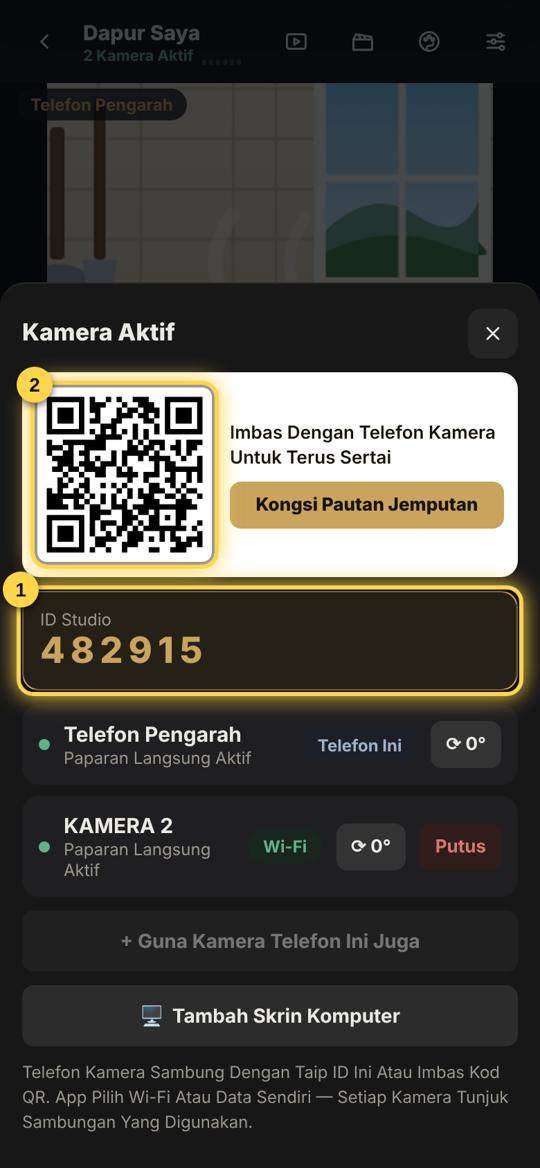 Dapur Saya
2 Kamera Aktif
Telefon Pengarah
Kamera Aktif
2
Imbas Dengan Telefon Kamera
Untuk Terus Sertai
Kongsi Pautan Jemputan
1
ID Studio
482915
Telefon Pengarah
Paparan Langsung Aktif
Telefon Ini
⟳ 0°
KAMERA 2
Paparan Langsung
Aktif
Wi-Fi
⟳ 0°
Putus
+ Guna Kamera Telefon Ini Juga
Tambah Skrin Komputer
Telefon Kamera Sambung Dengan Taip ID Ini Atau Imbas Kod
QR. App Pilih Wi-Fi Atau Data Sendiri — Setiap Kamera Tunjuk
Sambungan Yang Digunakan.